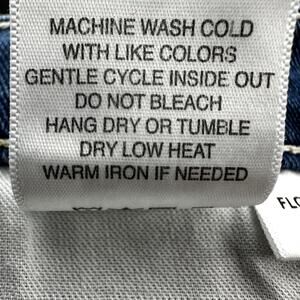 MACHINE WASH COLD
WITH LIKE COLORS
GENTLE CYCLE INSIDE OUT
DO NOT BLEACH
HANG DRY OR TUMBLE
DRY LOW HEAT
WARM IRON IF NEEDED